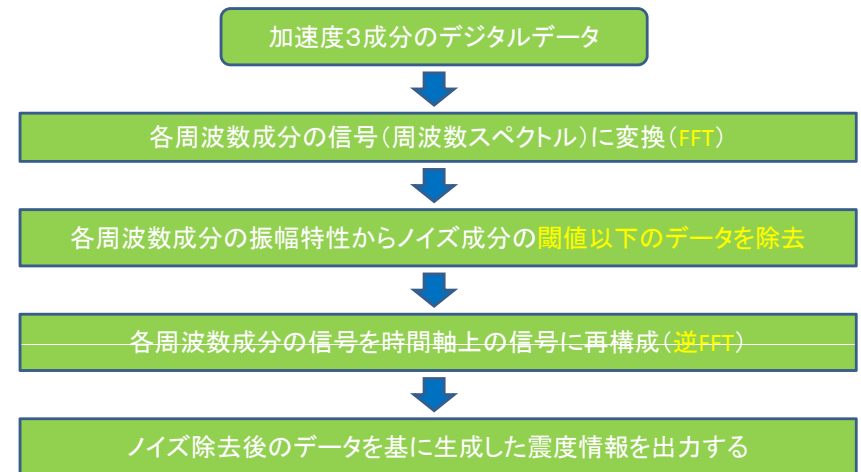 加速度3成分のデジタルデータ
各周波数成分の信号(周波数スペクトル)に変換(FFT)
各周波数成分の振幅特性からノイズ成分の閾値以下のデータを除去
各周波数成分の信号を時間軸上の信号に再構成(逆FFT)
ノイズ除去後のデータを基に生成した震度情報を出力する